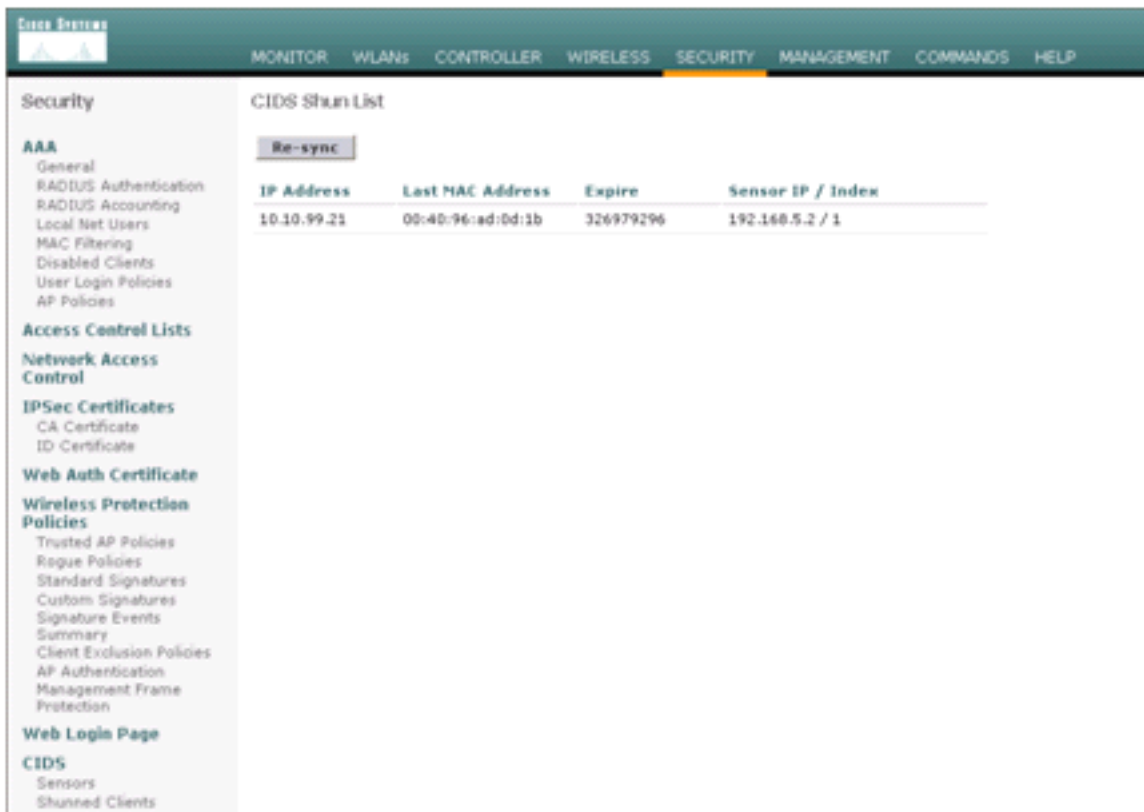 CISCO SYSTEMS
MONITOR WLANs CONTROLLER WIRELESS SECURITY MANAGEMENT COMMANDS HELP
Security
AAA
General
RADIUS Authentication
RADIUS Accounting
Local Net Users
MAC Filtering
Disabled Clients
User Login Policies
AP Policies
Access Control Lists
Network Access
Control
IPSec Certificates
CA Certificate
ID Certificate
Web Auth Certificate
Wireless Protection
Policies
Trusted AP Policies
Rogue Policies
Standard Signatures
Custom Signatures
Signature Events
Summary
Client Exclusion Policies
AP Authentication
Management Frame
Protection
Web Login Page
CIDS
Sensors
Shunned Clients
CIDS Shun List
Re-sync
IP Address Last MAC Address Expire Sensor IP / Index
10.10.99.21 00:40:96:ad:0d:1b 326979296 192.168.5.2 / 1